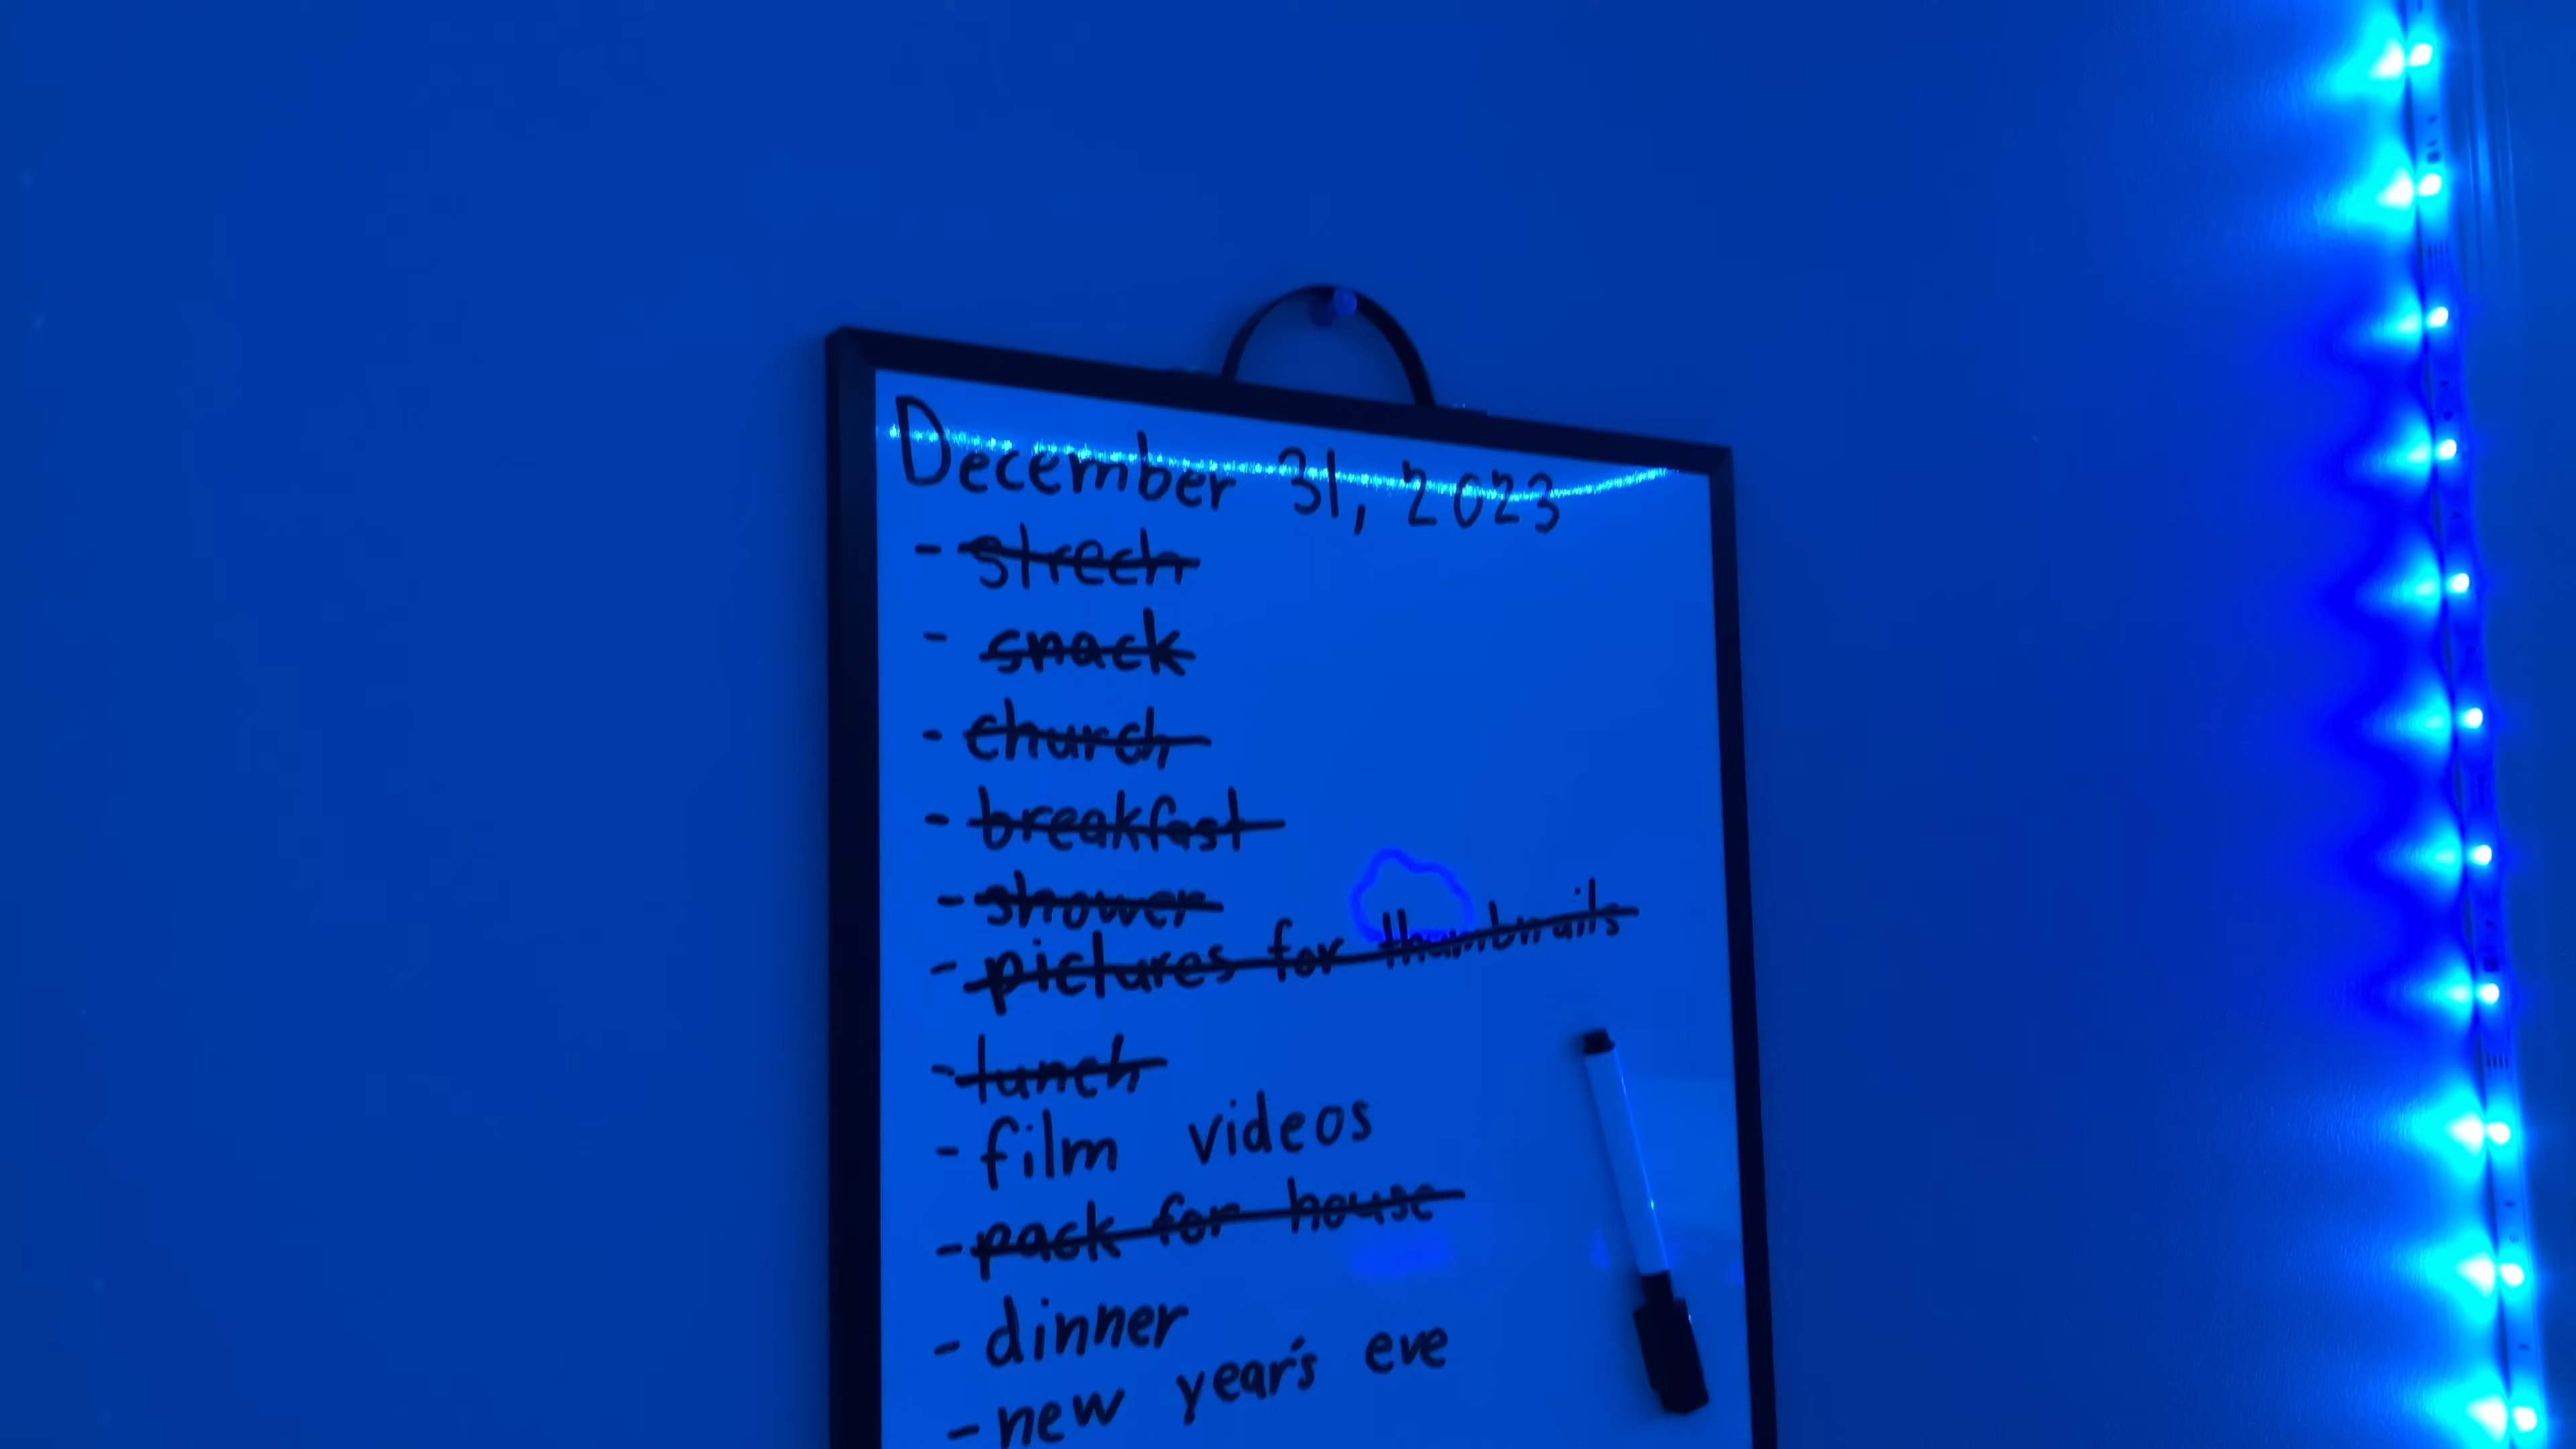 December 31, 2023
- strech
- snack
- church
- breakfast
- shower
- pictures for thumbnails
- lunch
- film videos
- pack for house
- dinner
- new year's eve